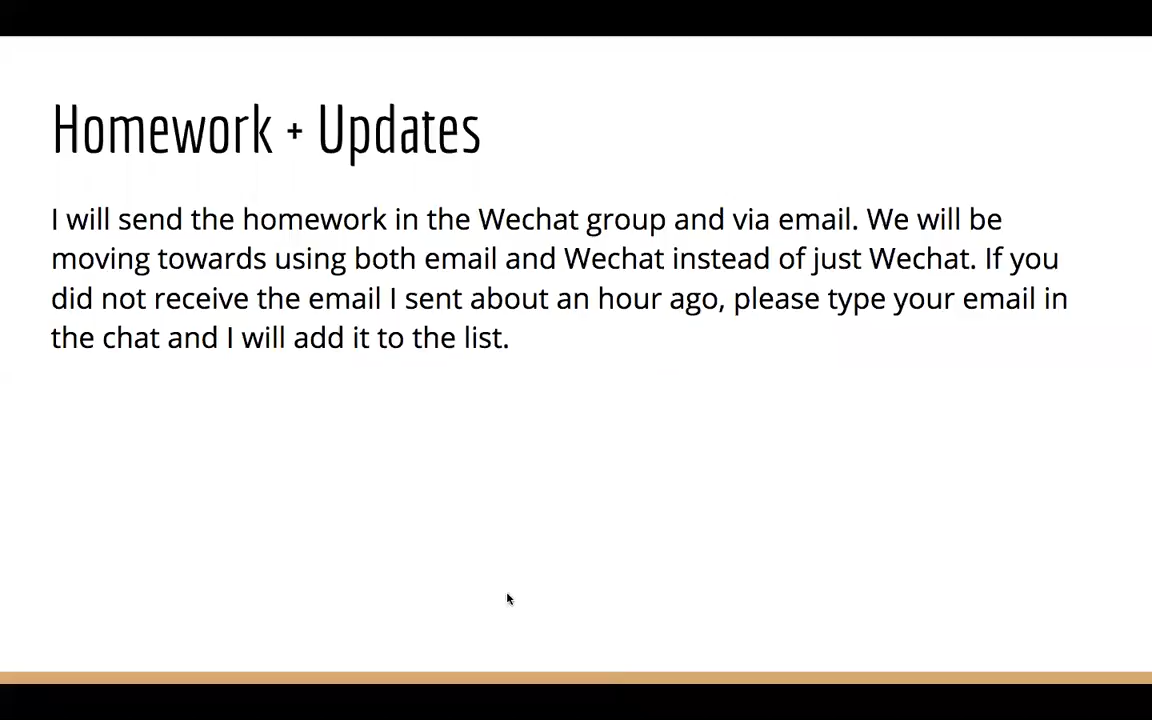 Homework + Updates
I will send the homework in the Wechat group and via email. We will be
moving towards using both email and Wechat instead of just Wechat. If you
did not receive the email I sent about an hour ago, please type your email in
the chat and I will add it to the list.